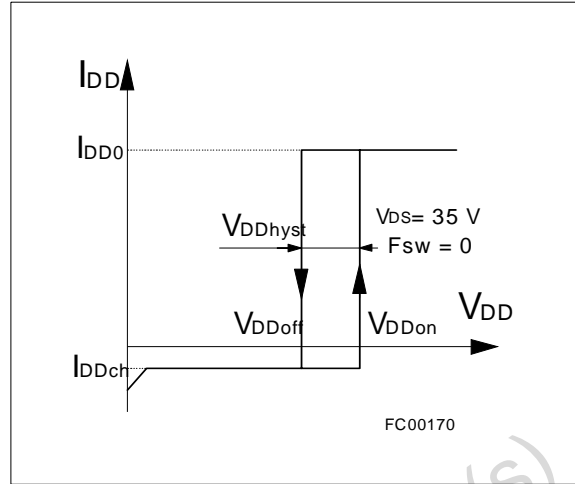 IDD
IDD0
VDDhyst
VDS= 35 V
Fsw = 0
VDDoff
VDDon
VDD
IDDch
FC00170
(s)